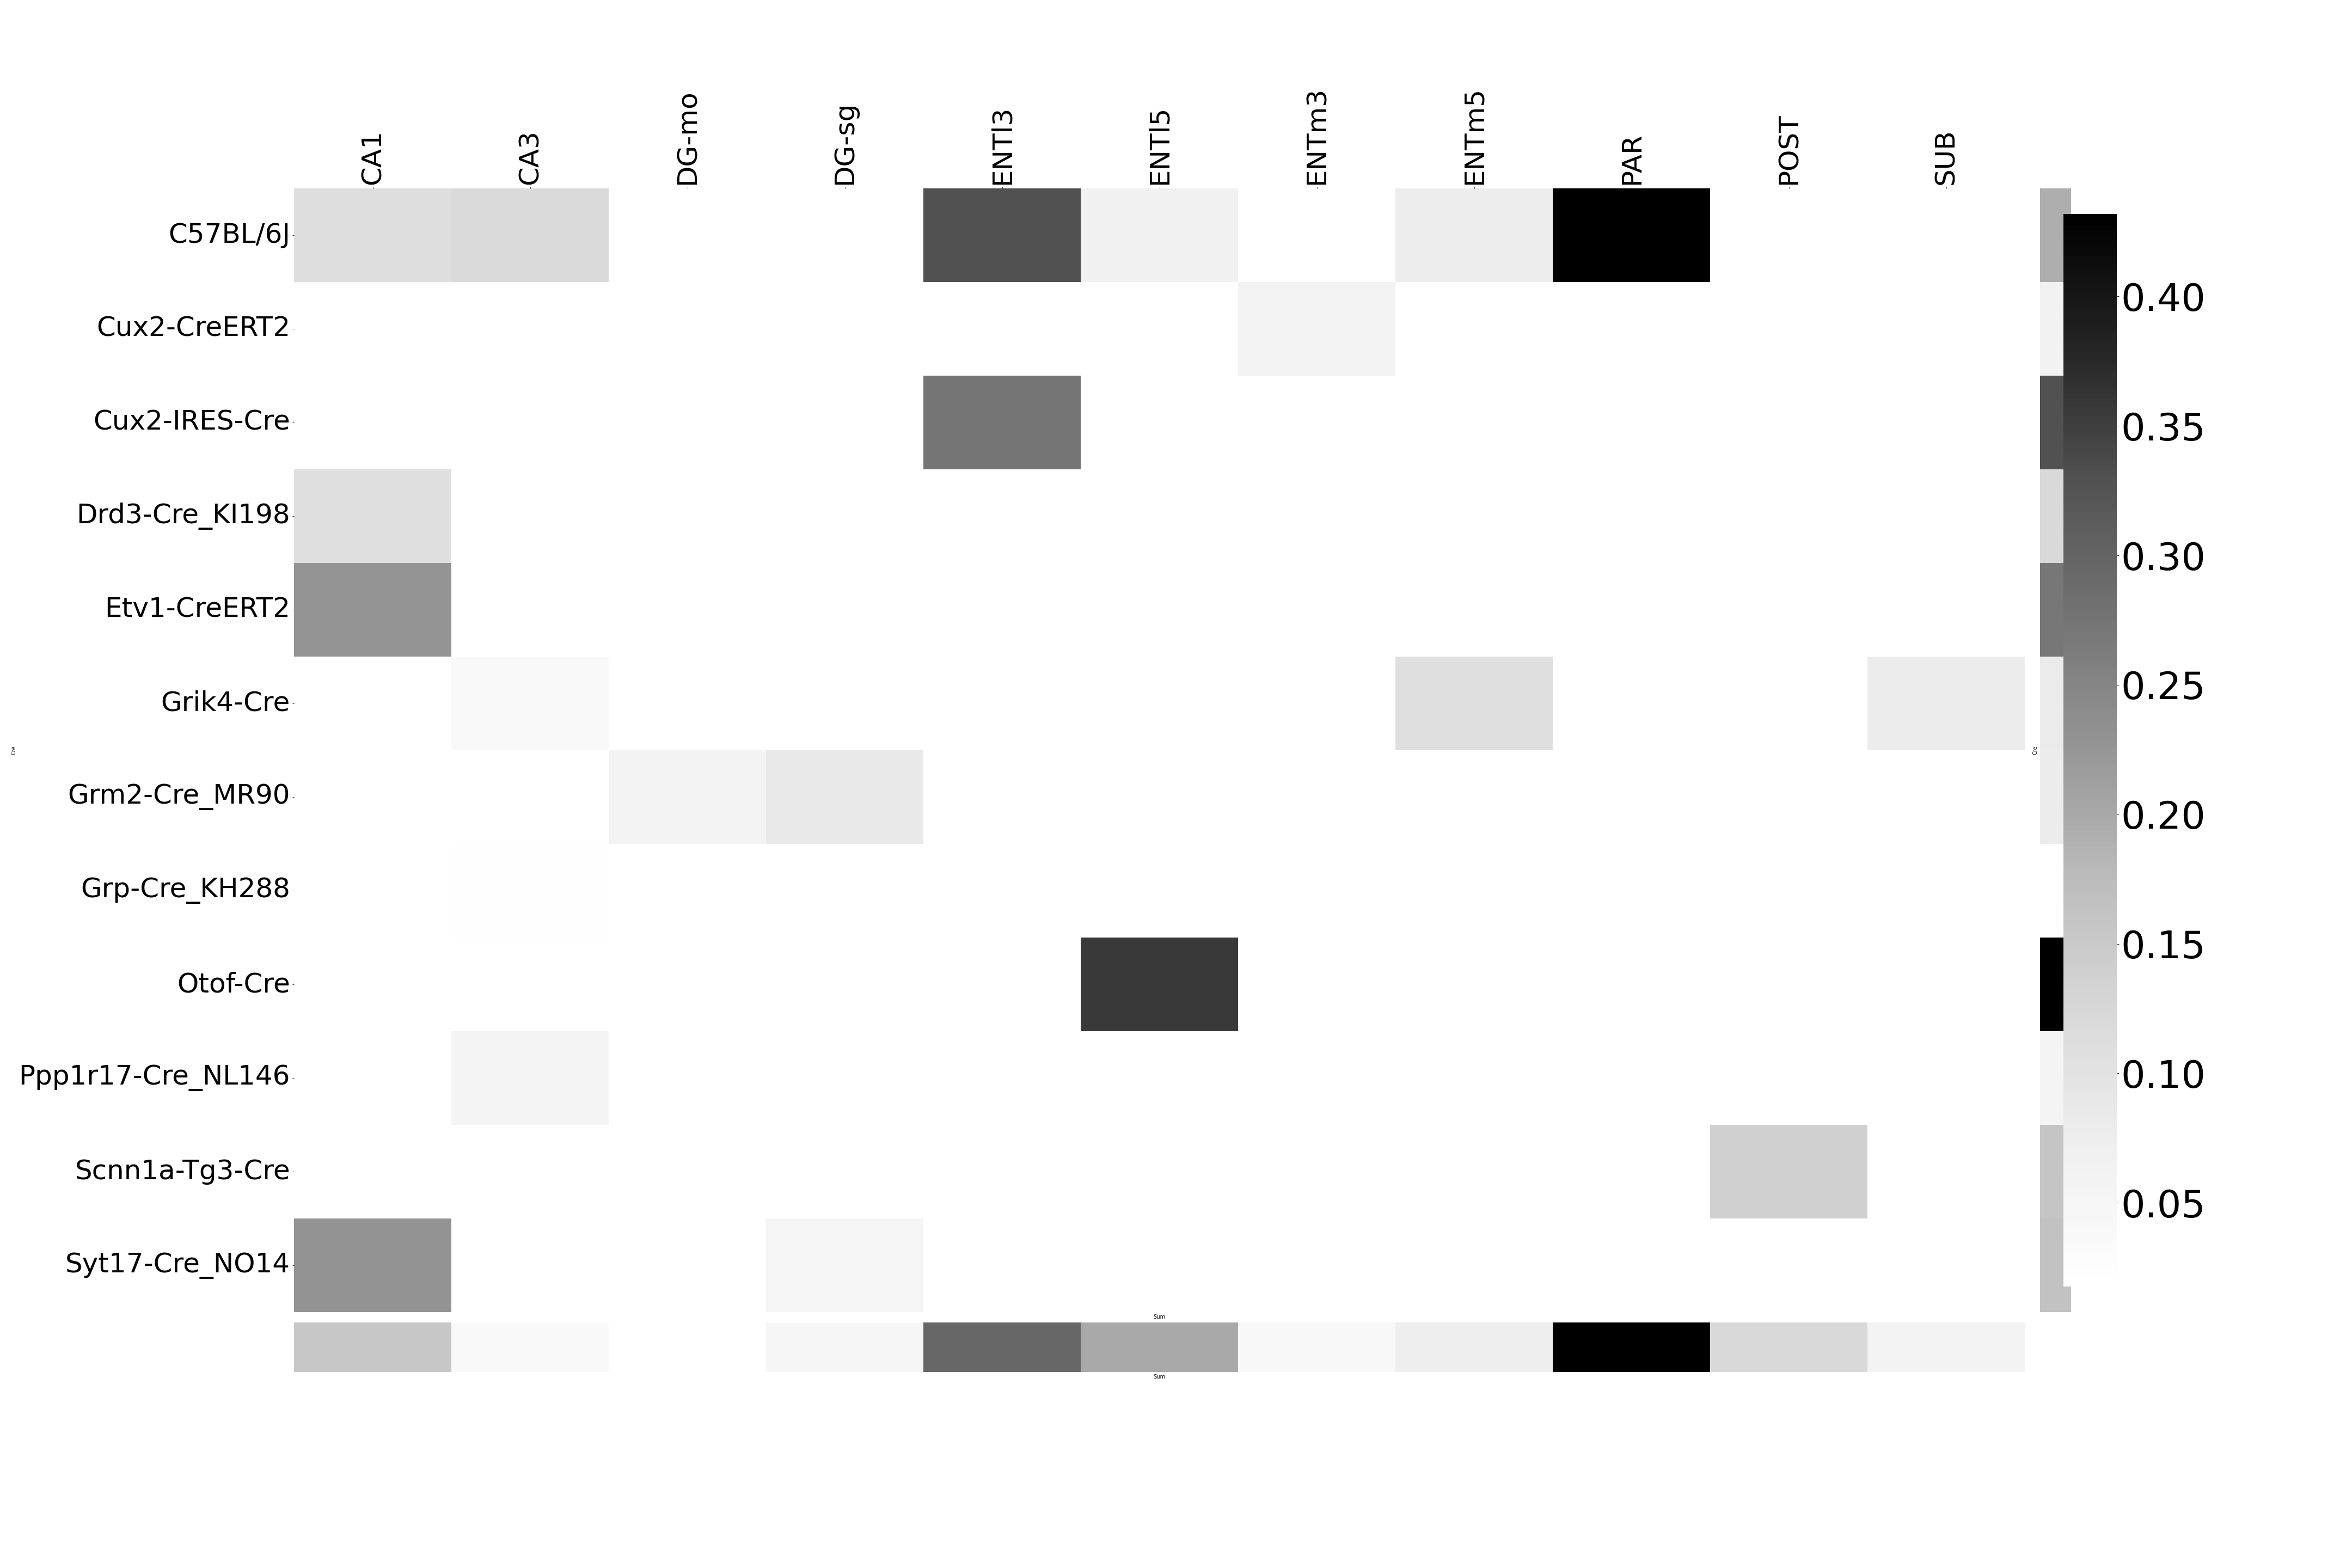 CA1
CA3
DG-mo
DG-sg
ENTl3
ENTl5
ENTm3
ENTm5
PAR
POST
SUB
C57BL/6J
Cux2-CreERT2
Cux2-IRES-Cre
Drd3-Cre_KI198
Etv1-CreERT2
Grik4-Cre
Grm2-Cre_MR90
Grp-Cre_KH288
Otof-Cre
Ppp1r17-Cre_NL146
Scnn1a-Tg3-Cre
Syt17-Cre_NO14
Cre
Cre
Sum
Sum
0.40
0.35
0.30
0.25
0.20
0.15
0.10
0.05